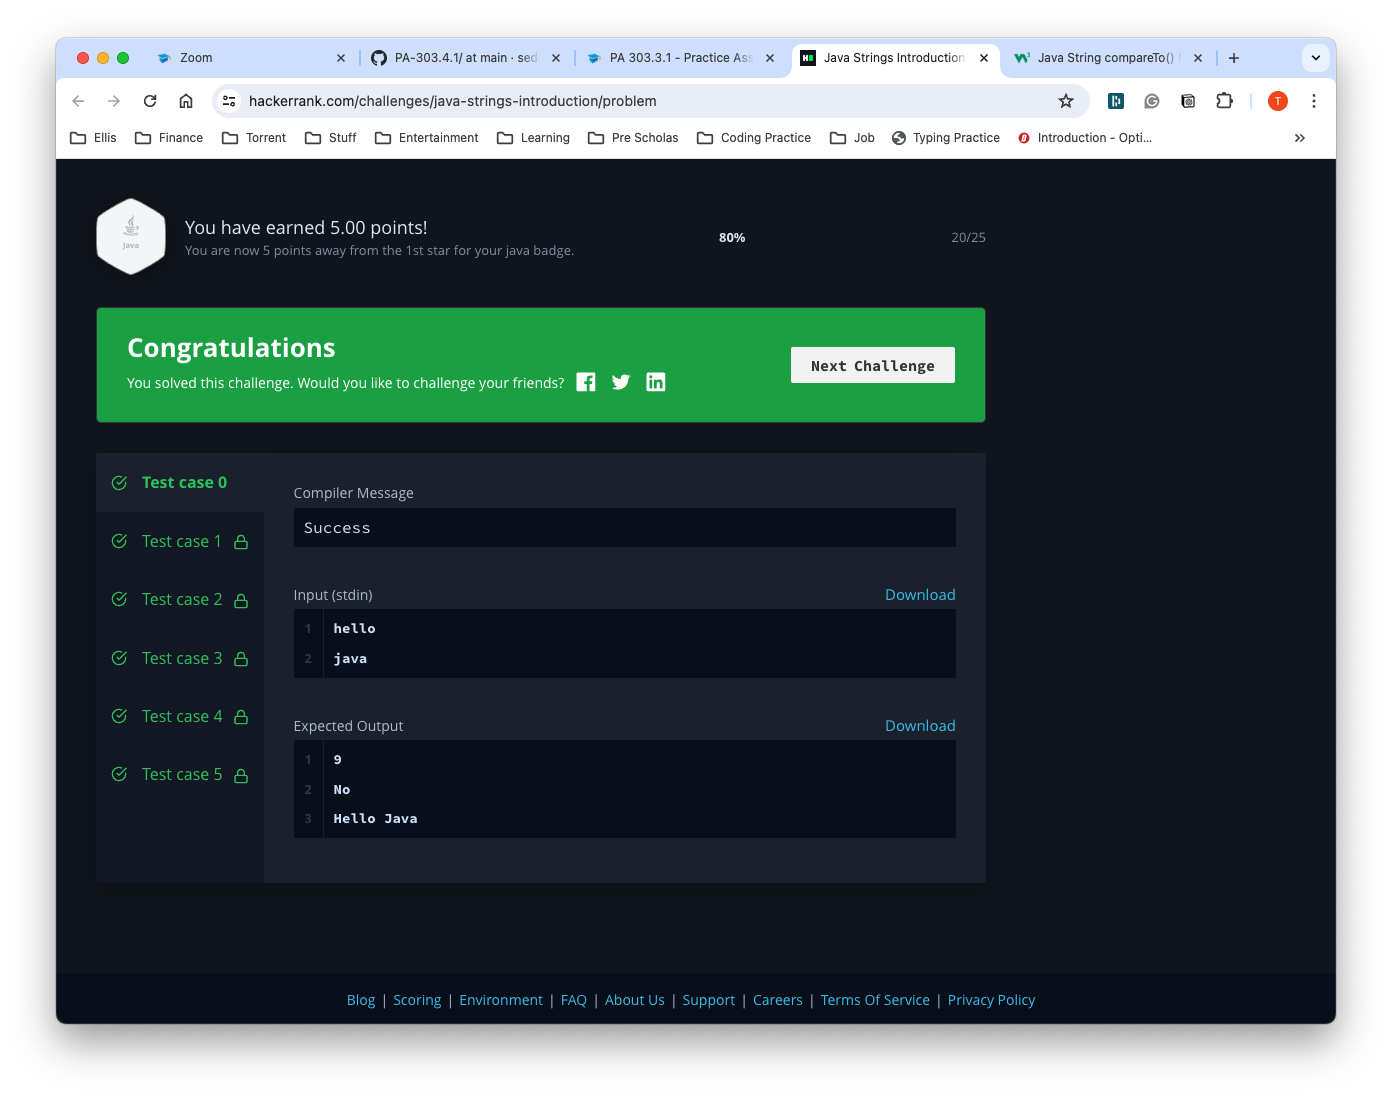 Zoom
PA-303.4.1/ at main · sed
PA 303.3.1 - Practice Ass
Java Strings Introduction
Java String compareTo()
hackerrank.com/challenges/java-strings-introduction/problem
T
Ellis
Finance
Torrent
Stuff
Entertainment
Learning
Pre Scholas
Coding Practice
Job
Typing Practice
Introduction - Opti...
Java
You have earned 5.00 points!
You are now 5 points away from the 1st star for your java badge.
80%
20/25
Congratulations
You solved this challenge. Would you like to challenge your friends?
Next Challenge
Test case 0
Test case 1
Test case 2
Test case 3
Test case 4
Test case 5
Compiler Message
Success
Input (stdin)
Download
1 hello
2 java
Expected Output
Download
1 9
2 No
3 Hello Java
Blog | Scoring | Environment | FAQ | About Us | Support | Careers | Terms Of Service | Privacy Policy